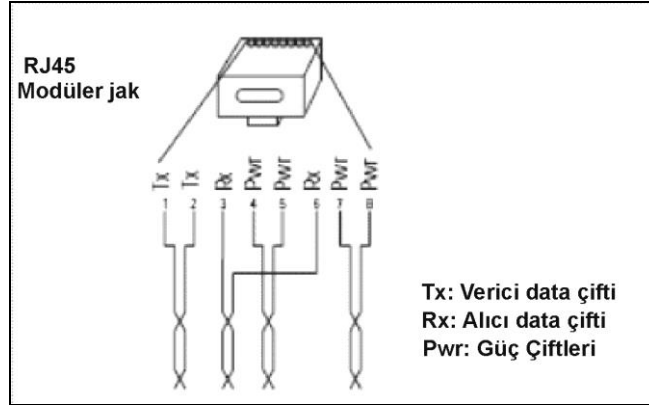 RJ45
Modüler jak
Tx Tx Rx Pwr Pwr Rx Pwr Pwr
1 2 3 4 5 6 7 8
Tx: Verici data çifti
Rx: Alıcı data çifti
Pwr: Güç Çiftleri